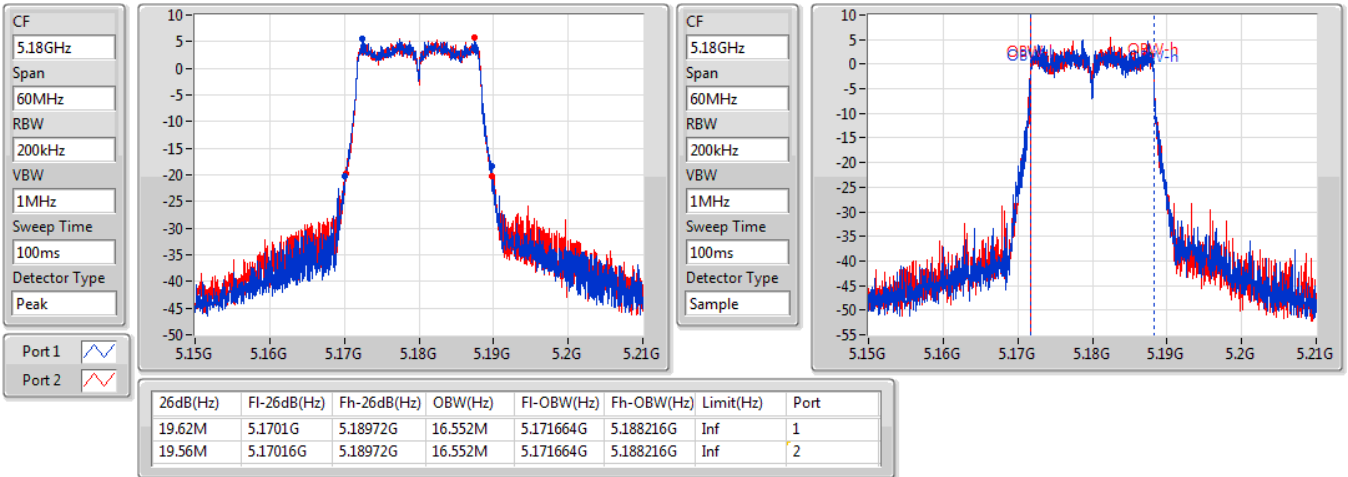 CF
5.18GHz
Span
60MHz
RBW
200kHz
VBW
1MHz
Sweep Time
100ms
Detector Type
Peak
Port 1
Port 2
10
5
0
-5
-10
-15
-20
-25
-30
-35
-40
-45
-50
5.15G 5.16G 5.17G 5.18G 5.19G 5.2G 5.21G
CF
5.18GHz
Span
60MHz
RBW
200kHz
VBW
1MHz
Sweep Time
100ms
Detector Type
Sample
10
5
0
-5
-10
-15
-20
-25
-30
-35
-40
-45
-50
-55
OBW-h
5.15G 5.16G 5.17G 5.18G 5.19G 5.2G 5.21G
26dB(Hz) Fl-26dB(Hz) Fh-26dB(Hz) OBW(Hz) Fl-OBW(Hz) Fh-OBW(Hz) Limit(Hz) Port
19.62M 5.1701G 5.18972G 16.552M 5.171664G 5.188216G Inf 1
19.56M 5.17016G 5.18972G 16.552M 5.171664G 5.188216G Inf 2